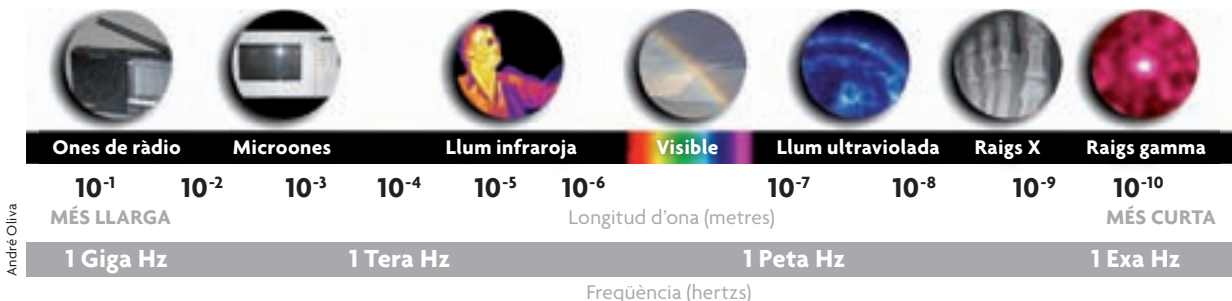 Ones de ràdio Microones Llum infraroja Visible Llum ultraviolada Raigs X Raigs gamma
10⁻¹ 10⁻² 10⁻³ 10⁻⁴ 10⁻⁵ 10⁻⁶ 10⁻⁷ 10⁻⁸ 10⁻⁹ 10⁻¹⁰
MÉS LLARGA Longitud d'ona (metres) MÉS CURTA
1 Giga Hz 1 Tera Hz 1 Peta Hz 1 Exa Hz
Freqüència (hertzs)
André Oliva